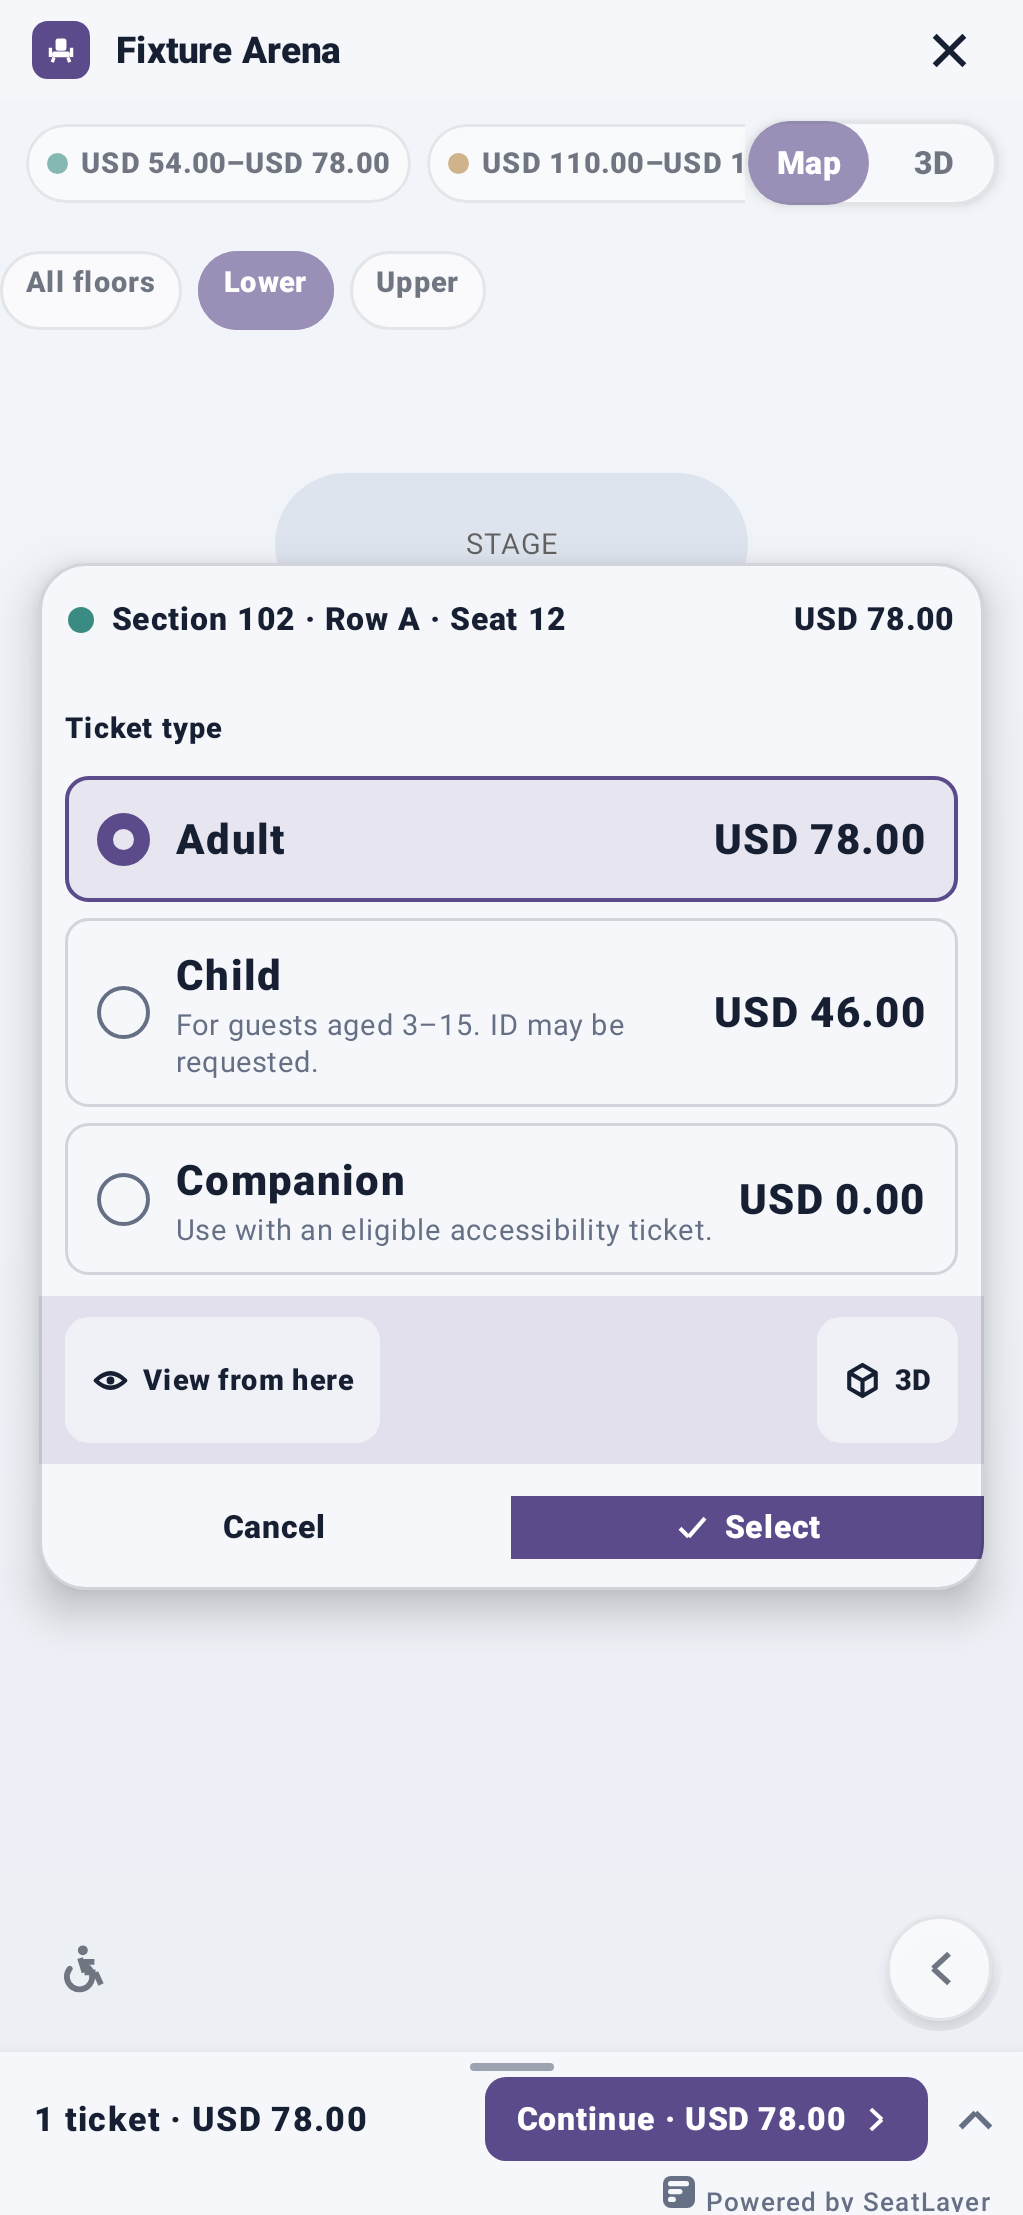 Fixture Arena
USD 54.00–USD 78.00
USD 110.00–USD 1
Map
3D
All floors
Lower
Upper
STAGE
Section 102 · Row A · Seat 12
USD 78.00
Ticket type
Adult
USD 78.00
Child
For guests aged 3–15. ID may be
requested.
USD 46.00
Companion
Use with an eligible accessibility ticket.
USD 0.00
View from here
3D
Cancel
Select
1 ticket · USD 78.00
Continue · USD 78.00
Powered by SeatLayer